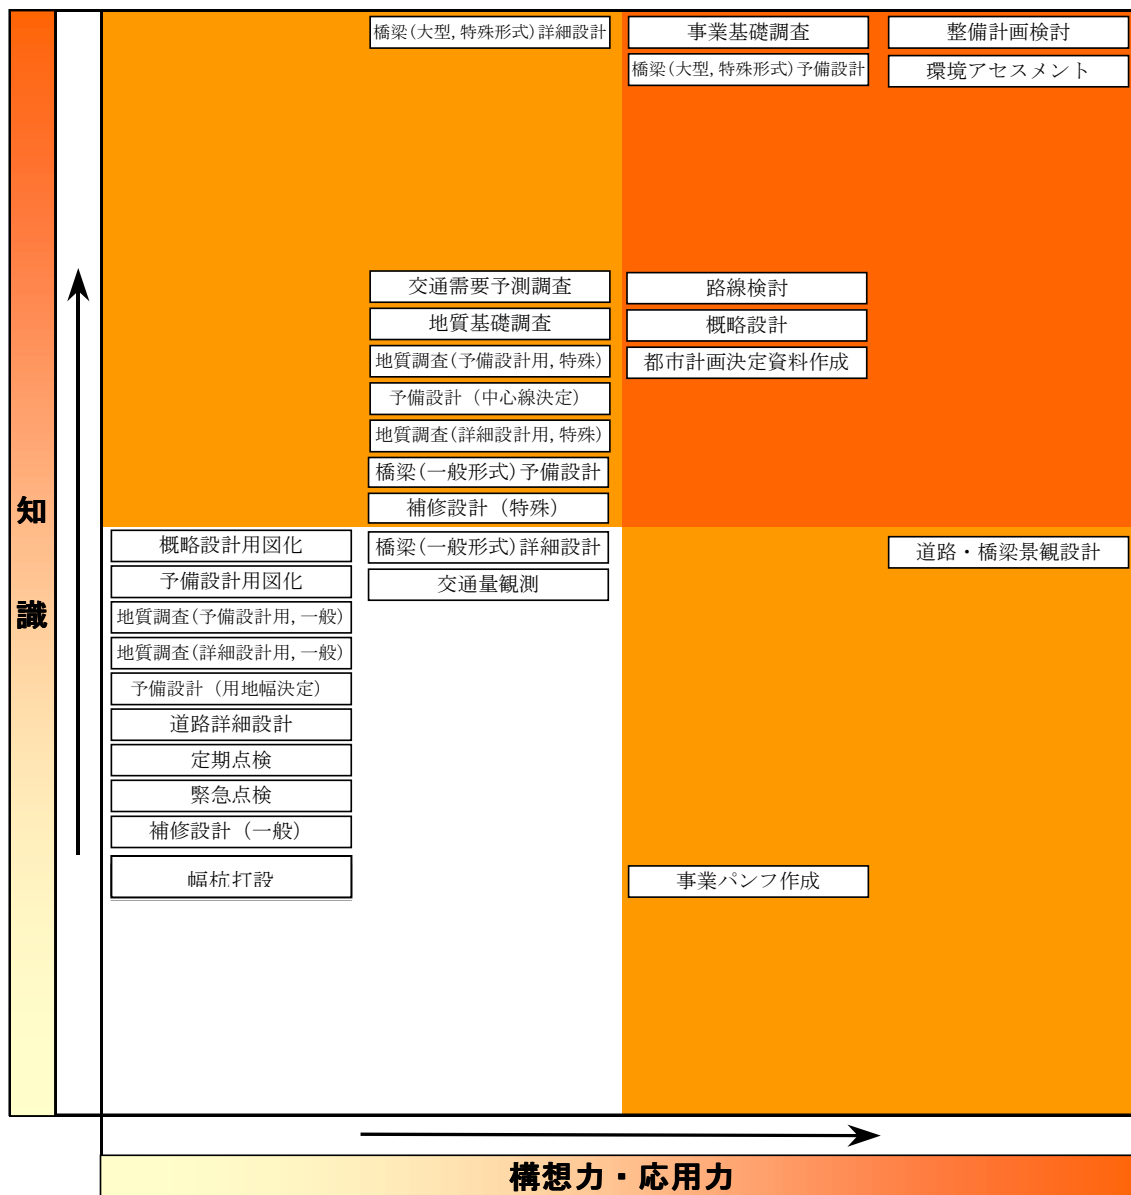 橋梁(大型,特殊形式)詳細設計
事業基礎調査
整備計画検討
橋梁(大型,特殊形式)予備設計
環境アセスメント
交通需要予測調査
路線検討
地質基礎調査
概略設計
地質調査(予備設計用,特殊)
都市計画決定資料作成
予備設計（中心線決定）
地質調査(詳細設計用,特殊)
橋梁(一般形式)予備設計
補修設計（特殊）
知識
概略設計用図化
橋梁(一般形式)詳細設計
道路・橋梁景観設計
予備設計用図化
交通量観測
地質調査(予備設計用,一般)
地質調査(詳細設計用,一般)
予備設計（用地幅決定）
道路詳細設計
定期点検
緊急点検
補修設計（一般）
幅杭打設
事業パンフ作成
構想力・応用力